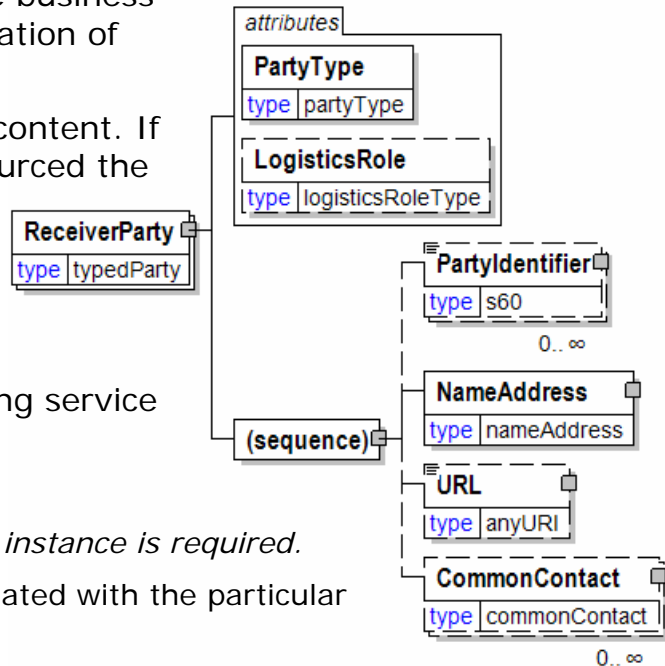 e business
ation of
content. If
urced the
ng service
instance is required.
ated with the particular
attributes
PartyType
type partyType
LogisticsRole
type logisticsRoleType
ReceiverParty
type typedParty
(sequence)
PartyIdentifier
type s60
0.. ∞
NameAddress
type nameAddress
URL
type anyURI
CommonContact
type commonContact
0.. ∞